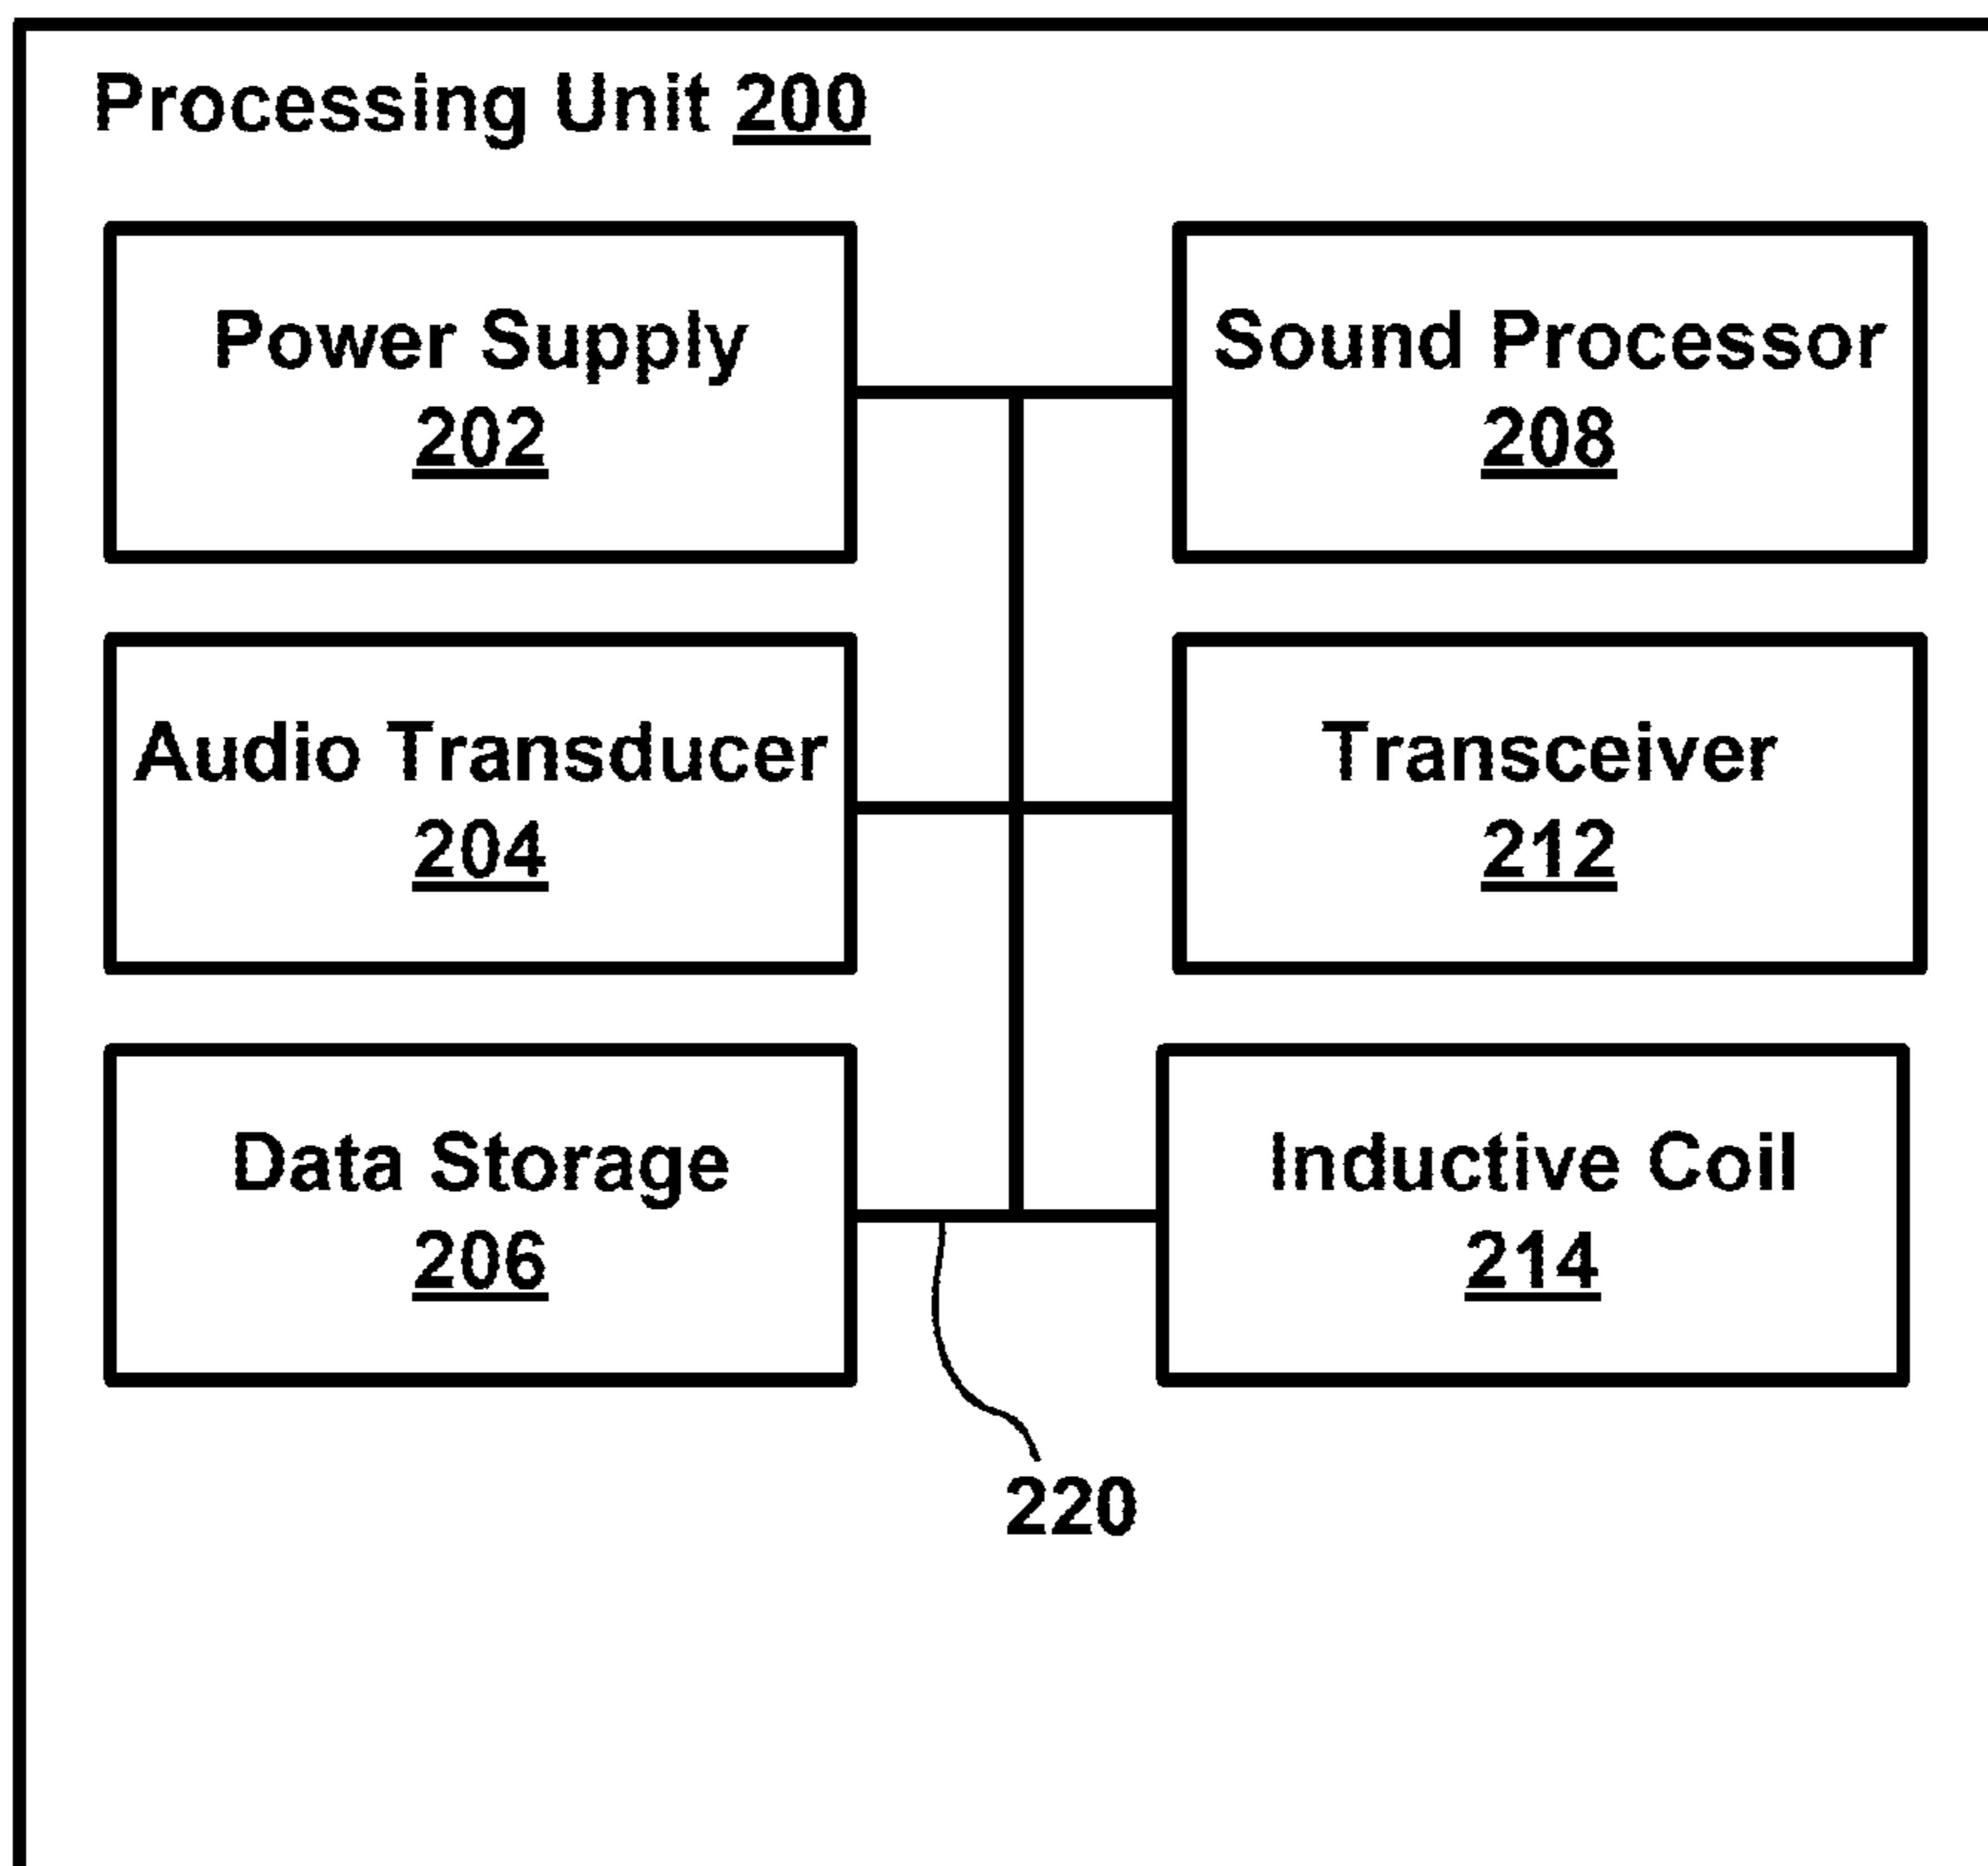 Processing Unit 200
Power Supply
202
Sound Processor
208
Audio Transducer
204
Transceiver
212
Data Storage
206
Inductive Coil
214
220